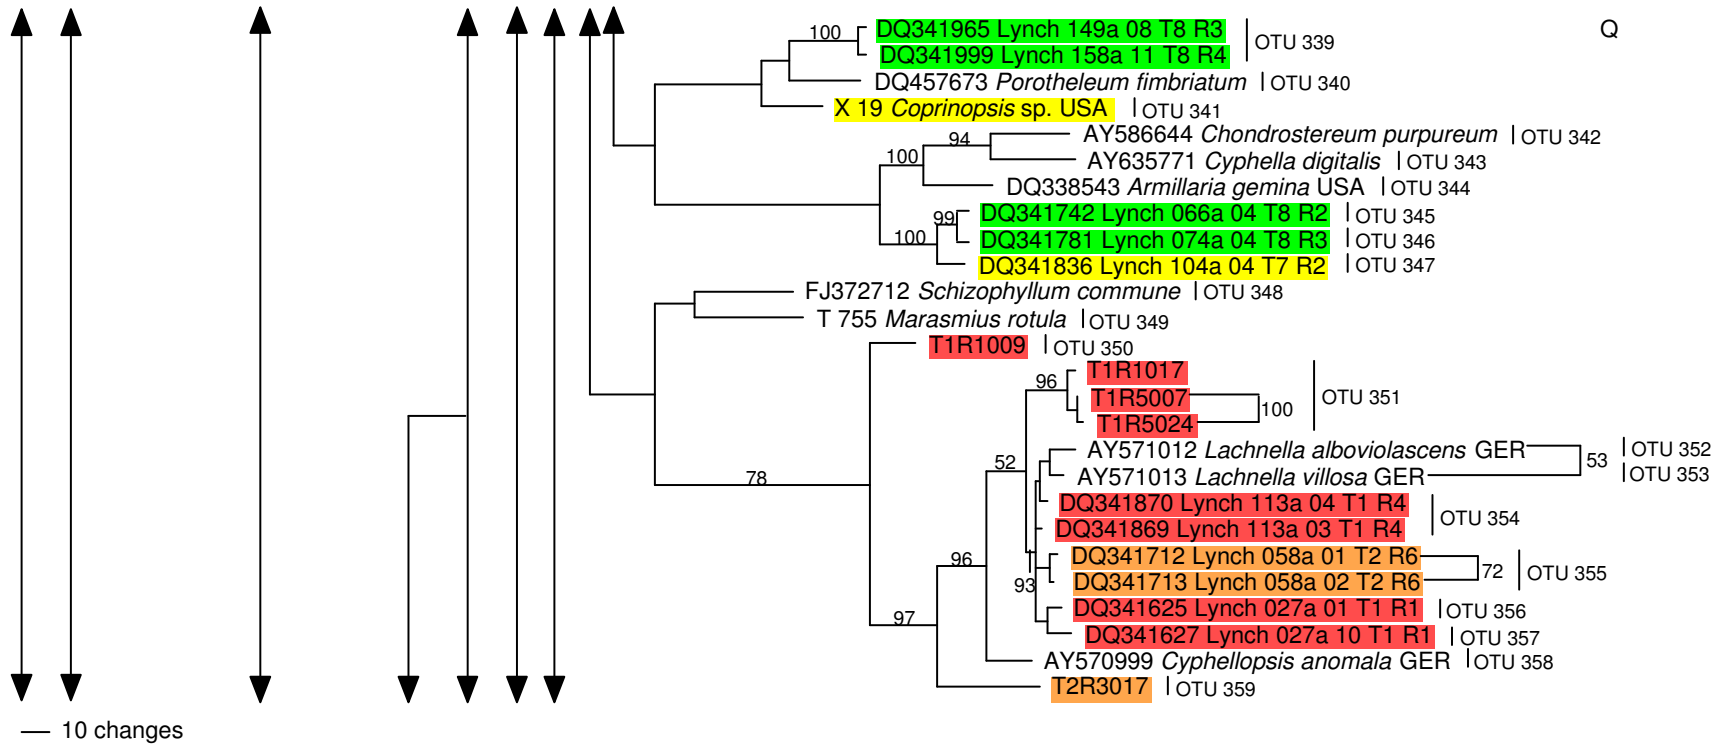 Q
100 DQ341965 Lynch 149a 08 T8 R3
OTU 339
DQ341999 Lynch 158a 11 T8 R4
DQ457673 Porotheleum fimbriatum OTU 340
X 19 Coprinopsis sp. USA OTU 341
AY586644 Chondrostereum purpureum OTU 342
94
AY635771 Cyphella digitalis OTU 343
100
DQ338543 Armillaria gemina USA OTU 344
DQ341742 Lynch 066a 04 T8 R2 OTU 345
99
DQ341781 Lynch 074a 04 T8 R3 OTU 346
100
DQ341836 Lynch 104a 04 T7 R2 OTU 347
FJ372712 Schizophyllum commune OTU 348
T 755 Marasmius rotula OTU 349
T1R1009 OTU 350
T1R1017
96
T1R5007
100
OTU 351
T1R5024
AY571012 Lachnella alboviolascens GER OTU 352
52
53
AY571013 Lachnella villosa GER OTU 353
78
DQ341870 Lynch 113a 04 T1 R4
OTU 354
DQ341869 Lynch 113a 03 T1 R4
96
DQ341712 Lynch 058a 01 T2 R6
72
OTU 355
DQ341713 Lynch 058a 02 T2 R6
93
DQ341625 Lynch 027a 01 T1 R1 OTU 356
97
DQ341627 Lynch 027a 10 T1 R1 OTU 357
AY570999 Cyphellopsis anomala GER OTU 358
T2R3017 OTU 359
10 changes